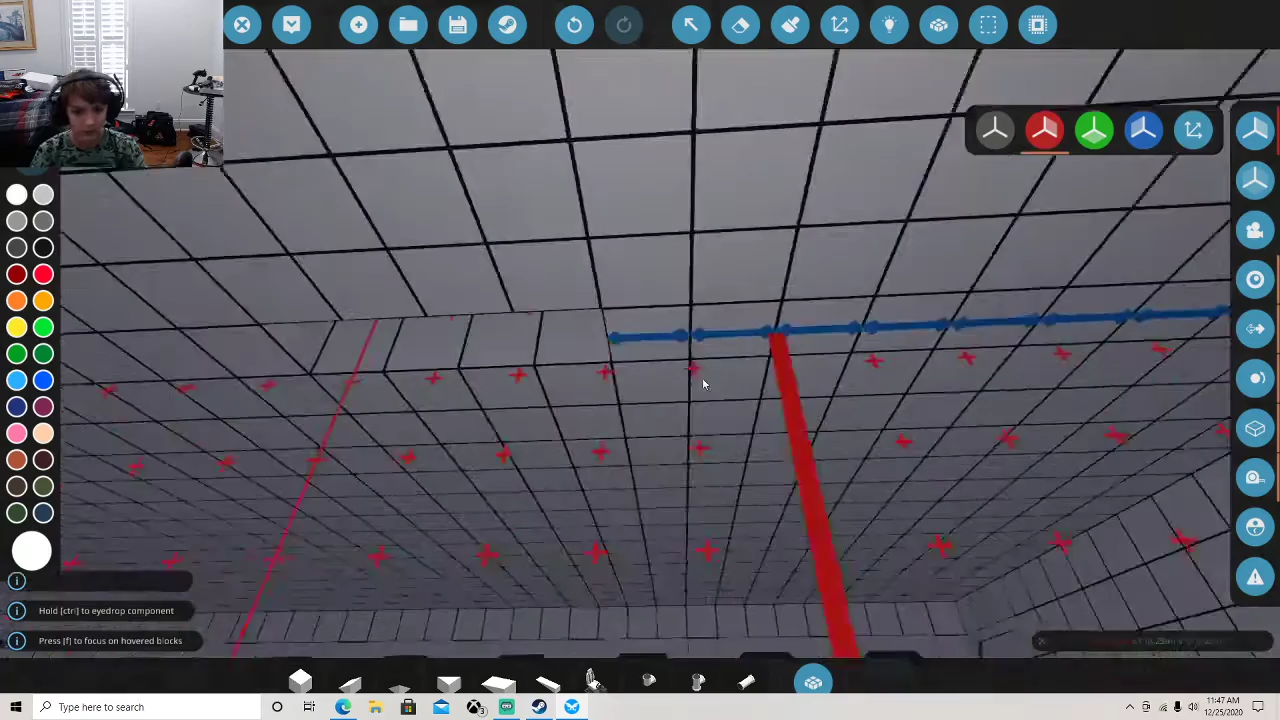 Hold [ctrl] to eyedrop component
Press [f] to focus on hovered blocks
3
Type here to search
11:47 AM
12/25/2020